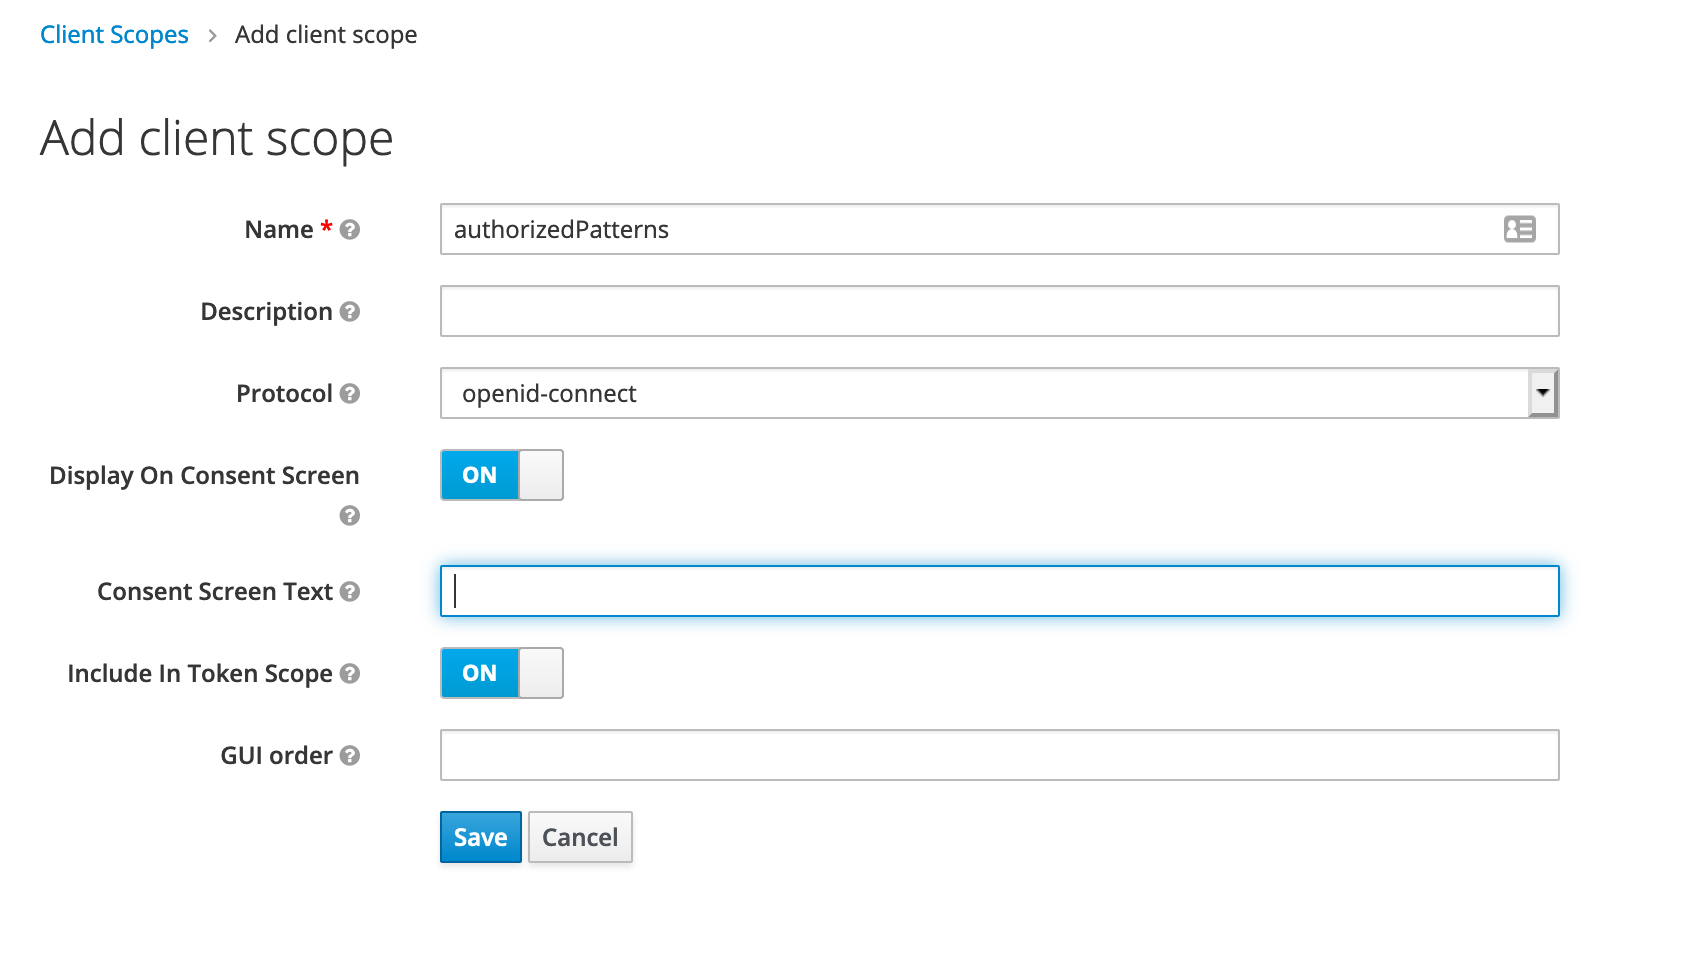 Client Scopes > Add client scope
Add client scope
Name * ?
authorizedPatterns
Description ?
Protocol ?
openid-connect
Display On Consent Screen
?
ON
Consent Screen Text ?
Include In Token Scope ?
ON
GUI order ?
Save Cancel